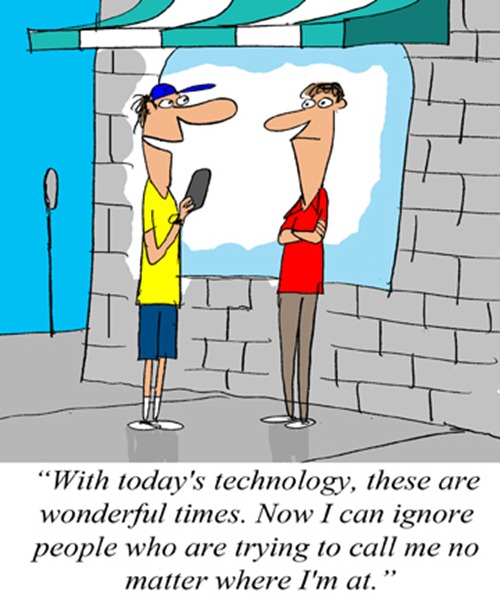 “With today's technology, these are
wonderful times. Now I can ignore
people who are trying to call me no
matter where I'm at.”